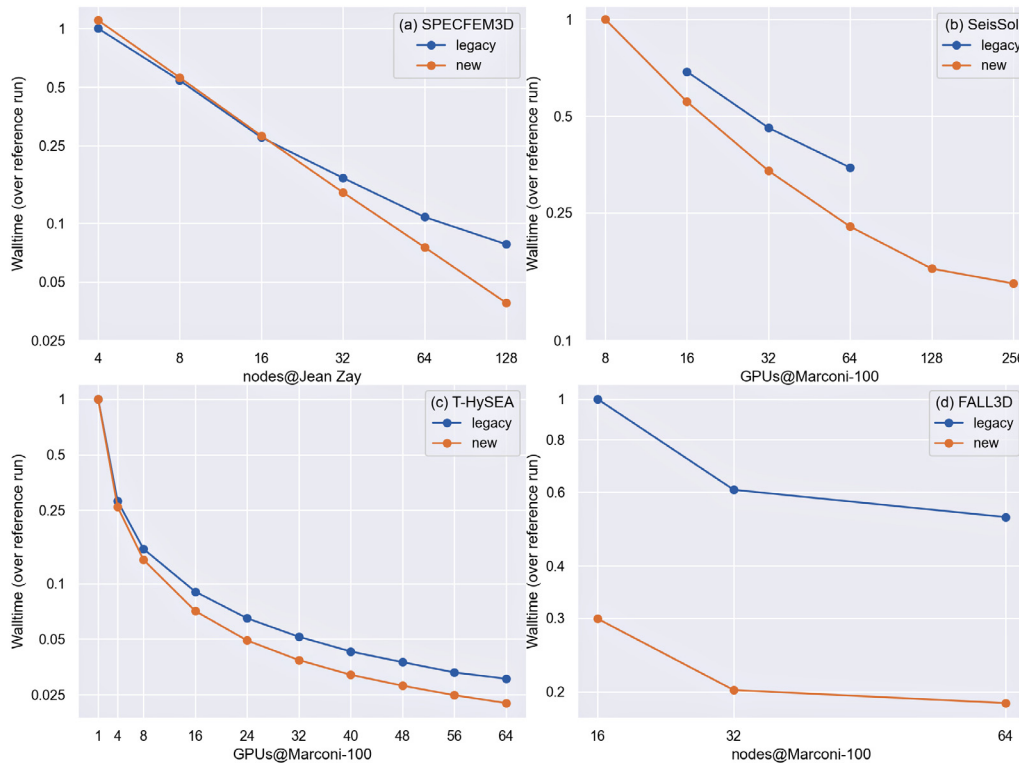 (a) SPECFEM3D
legacy
new
1
0.5
0.25
0.1
0.05
0.025
Walltime (over reference run)
4 8 16 32 64 128
nodes@Jean Zay
(b) SeisSol
legacy
new
1
0.5
0.25
0.1
Walltime (over reference run)
8 16 32 64 128 256
GPUs@Marconi-100
(c) T-HySEA
legacy
new
1
0.5
0.25
0.1
0.05
0.025
Walltime (over reference run)
1 4 8 16 24 32 40 48 56 64
GPUs@Marconi-100
(d) FALL3D
legacy
new
1
0.8
0.6
0.4
0.3
0.2
Walltime (over reference run)
16 32 64
nodes@Marconi-100